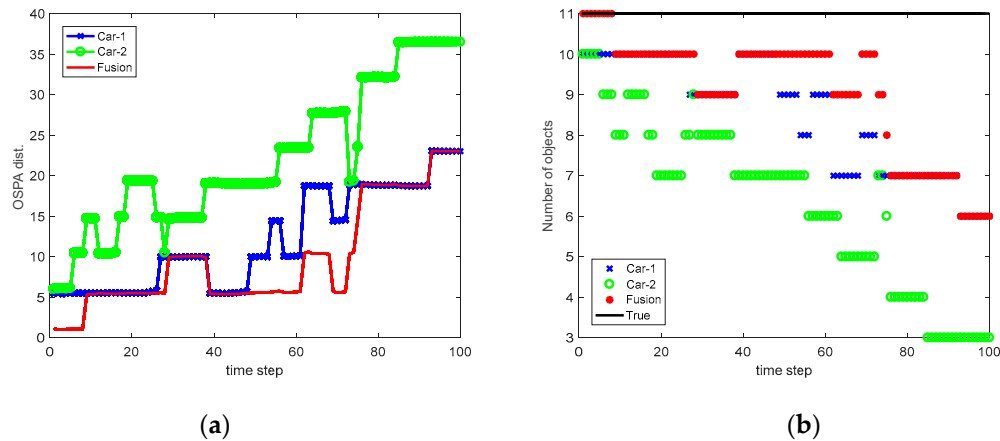 40
35
30
25
20
15
10
5
0
OSPA dist.
Car-1
Car-2
Fusion
0
20
40
60
80
100
time step
(a)
11
10
9
8
7
6
5
4
3
Number of objects
Car-1
Car-2
Fusion
True
0
20
40
60
80
100
time step
(b)